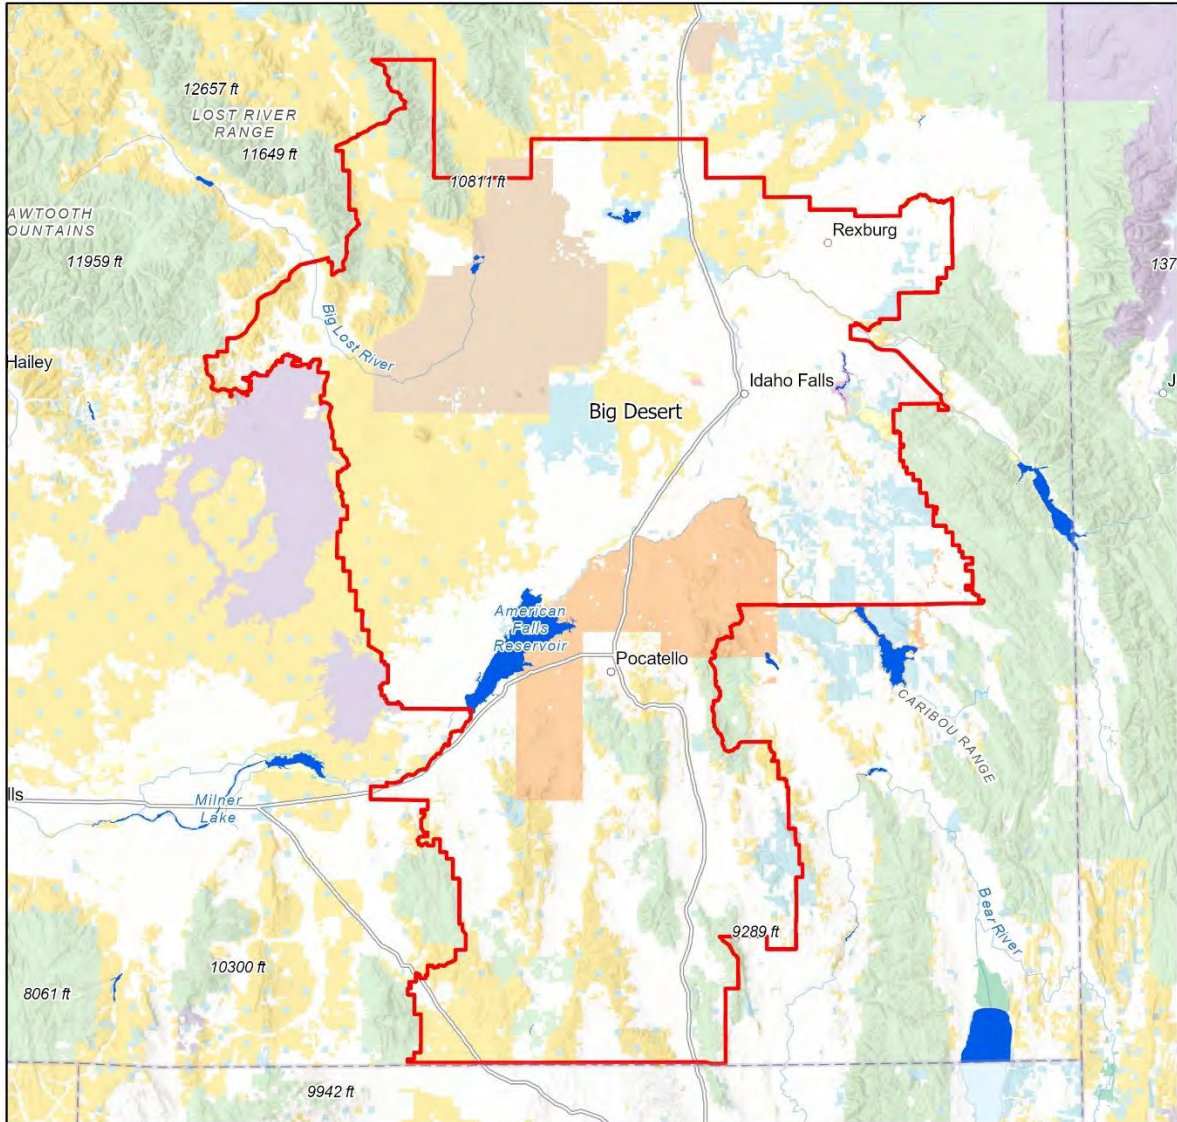 12657 ft
LOST RIVER
RANGE
11649 ft
10811 ft
AWTOOTH
OUNTAINS
11959 ft
Rexburg
137
Big Lost River
Hailey
Idaho Falls
J
Big Desert
American
Falls
Reservoir
Pocatello
CARIBOU RANGE
lls
Milner
Lake
Bear River
9289 ft
10300 ft
8061 ft
9942 ft